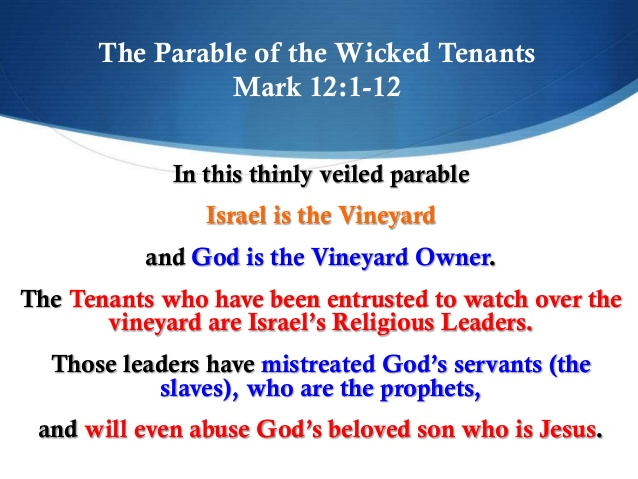 The Parable of the Wicked Tenants
Mark 12:1-12
In this thinly veiled parable
Israel is the Vineyard
and God is the Vineyard Owner.
The Tenants who have been entrusted to watch over the
vineyard are Israel’s Religious Leaders.
Those leaders have mistreated God’s servants (the
slaves), who are the prophets,
and will even abuse God’s beloved son who is Jesus.